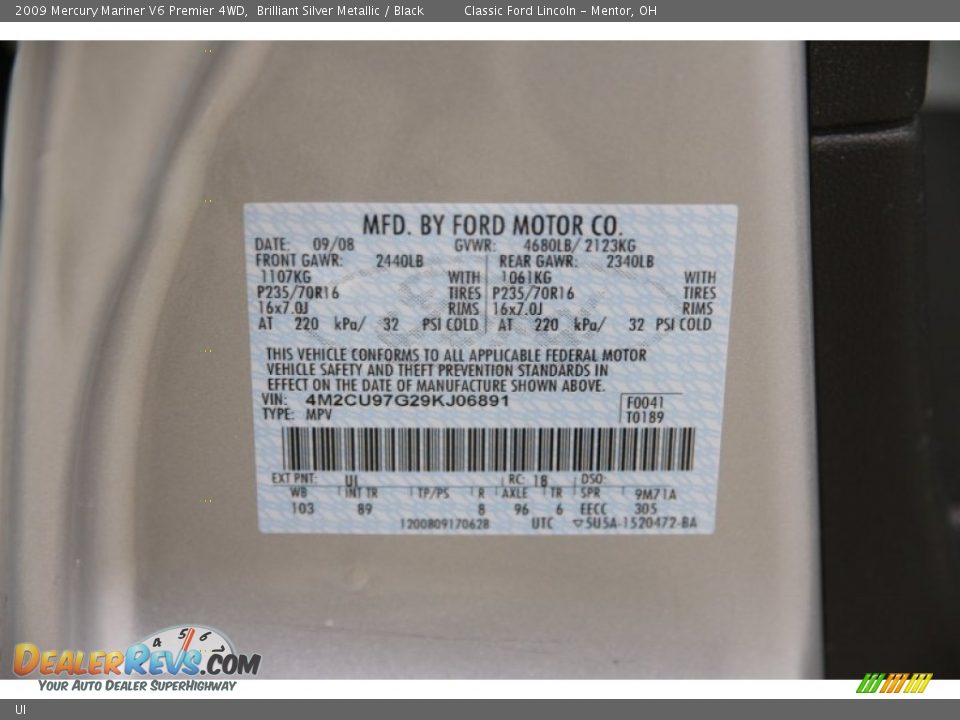 2009 Mercury Mariner V6 Premier 4WD, Brilliant Silver Metallic / Black Classic Ford Lincoln - Mentor, OH
MFD. BY FORD MOTOR CO.
DATE: 09/08 GVWR: 4680LB/ 2123KG
FRONT GAWR: 2440LB REAR GAWR: 2340LB
1107KG WITH 1061KG WITH
P235/70R16 TIRES P235/70R16 TIRES
16x7.0J RIMS 16x7.0J RIMS
AT 220 kPa/ 32 PSI COLD AT 220 kPa/ 32 PSI COLD
THIS VEHICLE CONFORMS TO ALL APPLICABLE FEDERAL MOTOR
VEHICLE SAFETY AND THEFT PREVENTION STANDARDS IN
EFFECT ON THE DATE OF MANUFACTURE SHOWN ABOVE.
VIN: 4M2CU97G29KJ06891 F0041
TYPE: MPV T0189
EXT PNT: UI RC: 18 DSO:
WB INT TR TP/PS R AXLE TR SPR 9M71A
103 89 8 96 6 EECC 305
1200809170628 UTC ▽5U5A-1520472-BA
4 5 6
DEALERREVS.COM
YOUR AUTO DEALER SUPERHIGHWAY
UI